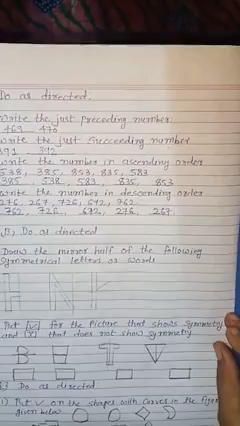 Do as directed.
Write the just preceding number.
469 470
Write the just succeeding number
391 392
Write the number in ascending order
538, 385, 853, 835, 583
385 538, 583, 835, 853
Write the number in descending order
276, 267, 726, 672, 762
762, 726, 672, 276, 267
(B) Do as directed
Draw the mirror half of the following
Symmetrical letters or words
Put [✓] for the Picture that shows Symmetry
and [X] that does not show symmetry
B E T V
Do as directed
1) Put ✓ on the shapes with curves in the figure
given below